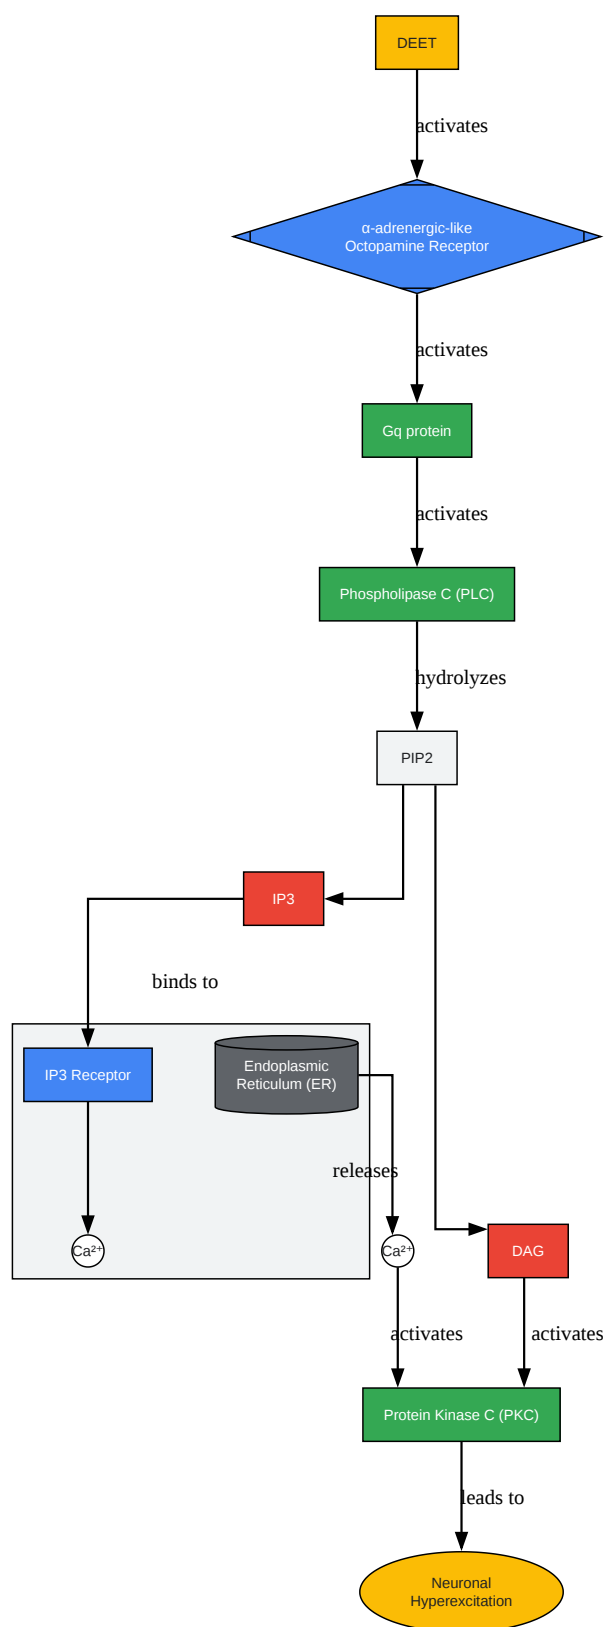 DEET
activates
α-adrenergic-like
Octopamine Receptor
activates
Gq protein
activates
Phospholipase C (PLC)
hydrolyzes
PIP2
IP3
binds to
IP3 Receptor
Endoplasmic
Reticulum (ER)
releases
Ca²⁺
Ca²⁺
DAG
activates
activates
Protein Kinase C (PKC)
leads to
Neuronal
Hyperexcitation